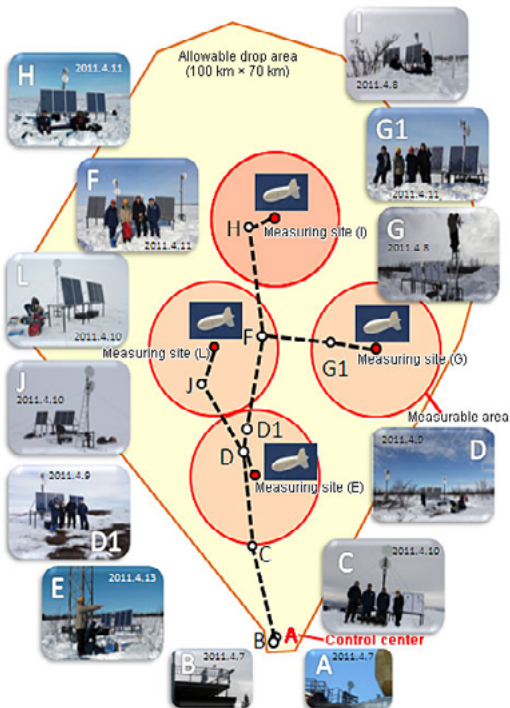 Allowable drop area
(100 km × 70 km)
I
2011.4.8
H
2011.4.11
G1
2011.4.11
F
2011.4.11
H
Measuring site (I)
G
2011.4.8
L
2011.4.10
Measuring site (L)
F
G1
Measuring site (G)
J
2011.4.10
J
Measurable area
D1
D
D
2011.4.9
2011.4.9
D1
Measuring site (E)
C
C
2011.4.10
E
2011.4.13
B
A
Control center
B
2011.4.7
A
2011.4.7